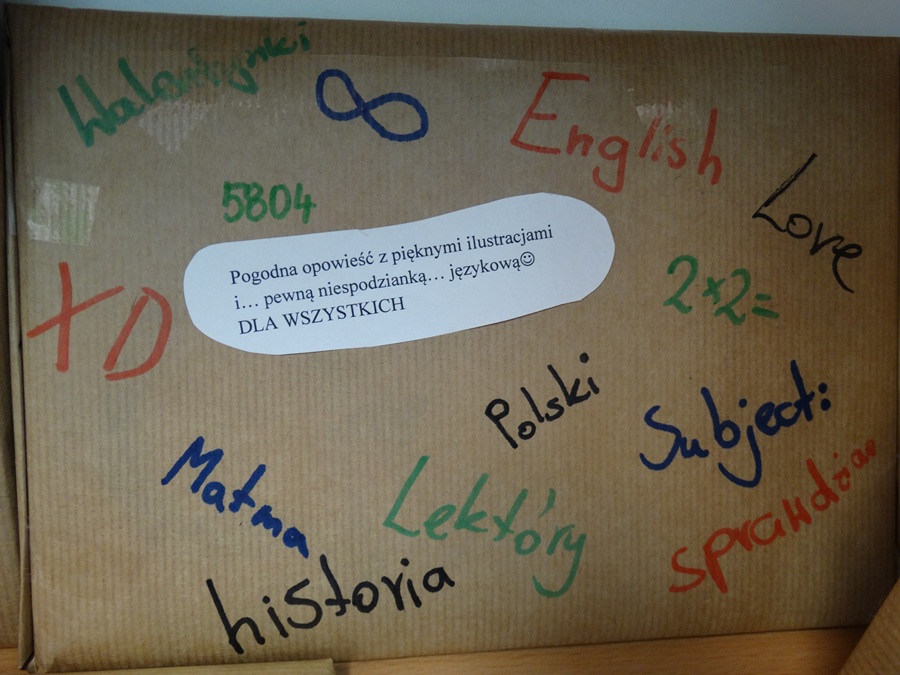 Walentynki
English
Love
5804
Pogodna opowieść z pięknymi ilustracjami
i… pewną niespodzianką… językową☺
DLA WSZYSTKICH
2×2=
XD
Polski
Subject:
Matma
Lektóry
sprawdzian
historia